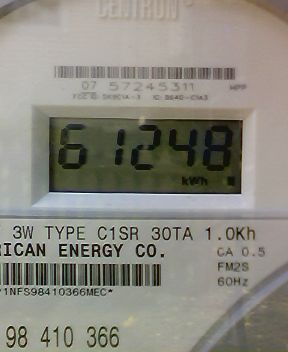 CENTRON
07 57245311
61248
kWh
3W TYPE C1SR 30TA 1.0Kh
RICAN ENERGY CO.
CA 0.5
FM2S
60Hz
1NFS98410366MEC*
98 410 366